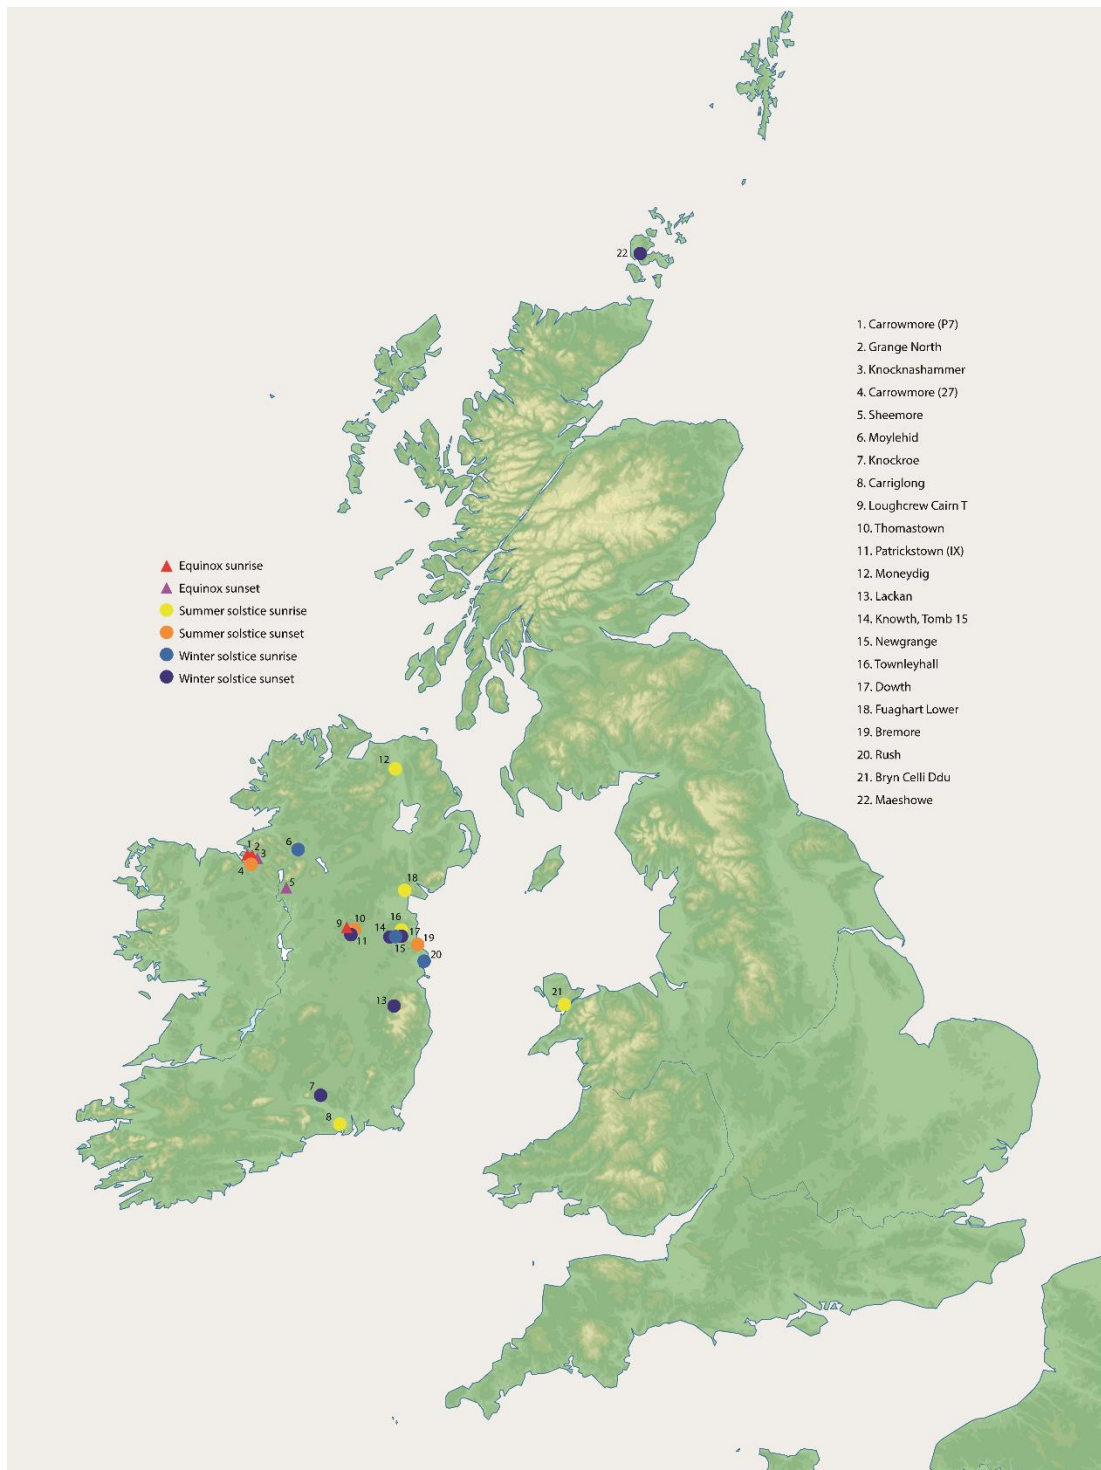 22
1. Carrowmore (P7)
2. Grange North
3. Knocknashammer
4. Carrowmore (27)
5. Sheemore
6. Moylehid
7. Knockroe
8. Carriglong
9. Loughcrew Cairn T
10. Thomastown
11. Patrickstown (IX)
12. Moneydig
13. Lackan
14. Knowth, Tomb 15
15. Newgrange
16. Townleyhall
17. Dowth
18. Fuaghart Lower
19. Bremore
20. Rush
21. Bryn Celli Ddu
22. Maeshowe
Equinox sunrise
Equinox sunset
Summer solstice sunrise
Summer solstice sunset
Winter solstice sunrise
Winter solstice sunset
12
1
2
3
4
6
5
18
9
10
11
14
16
17
15
19
20
13
21
7
8